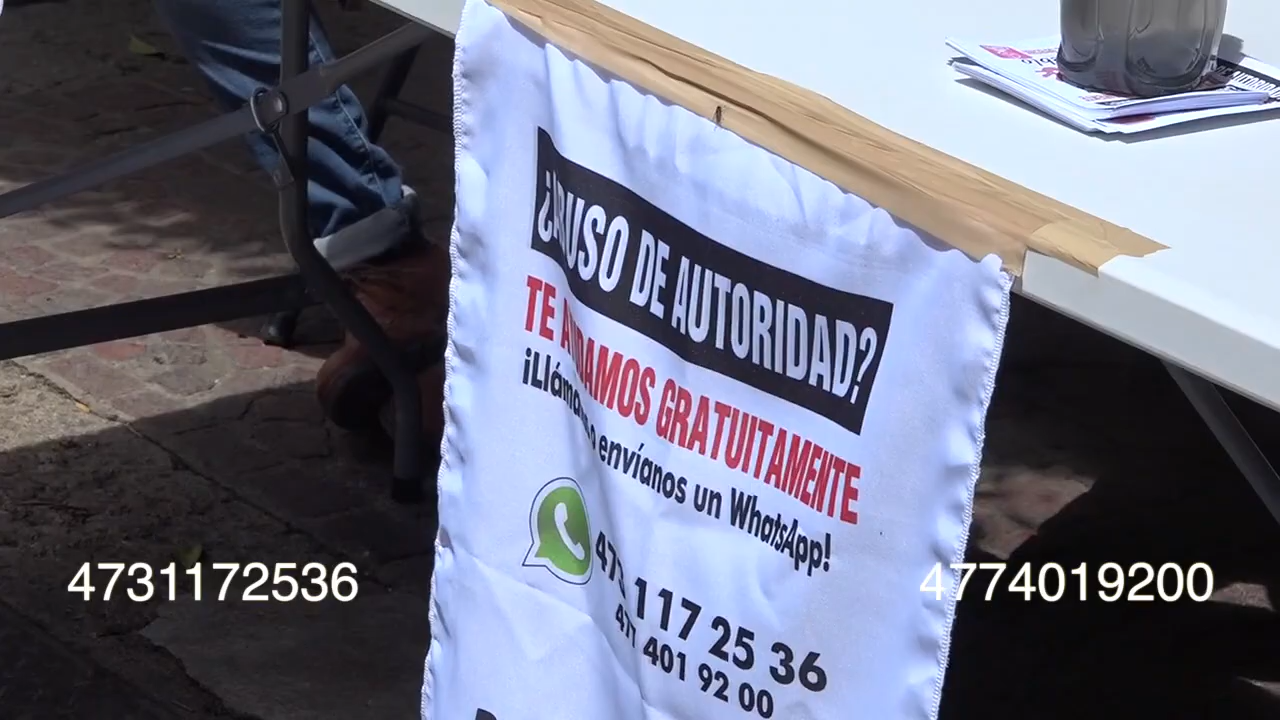 ¿ABUSO DE AUTORIDAD?
TE AYUDAMOS GRATUITAMENTE
¡Llámanos o envíanos un WhatsApp!
473 117 25 36
477 401 92 00
4731172536
4774019200